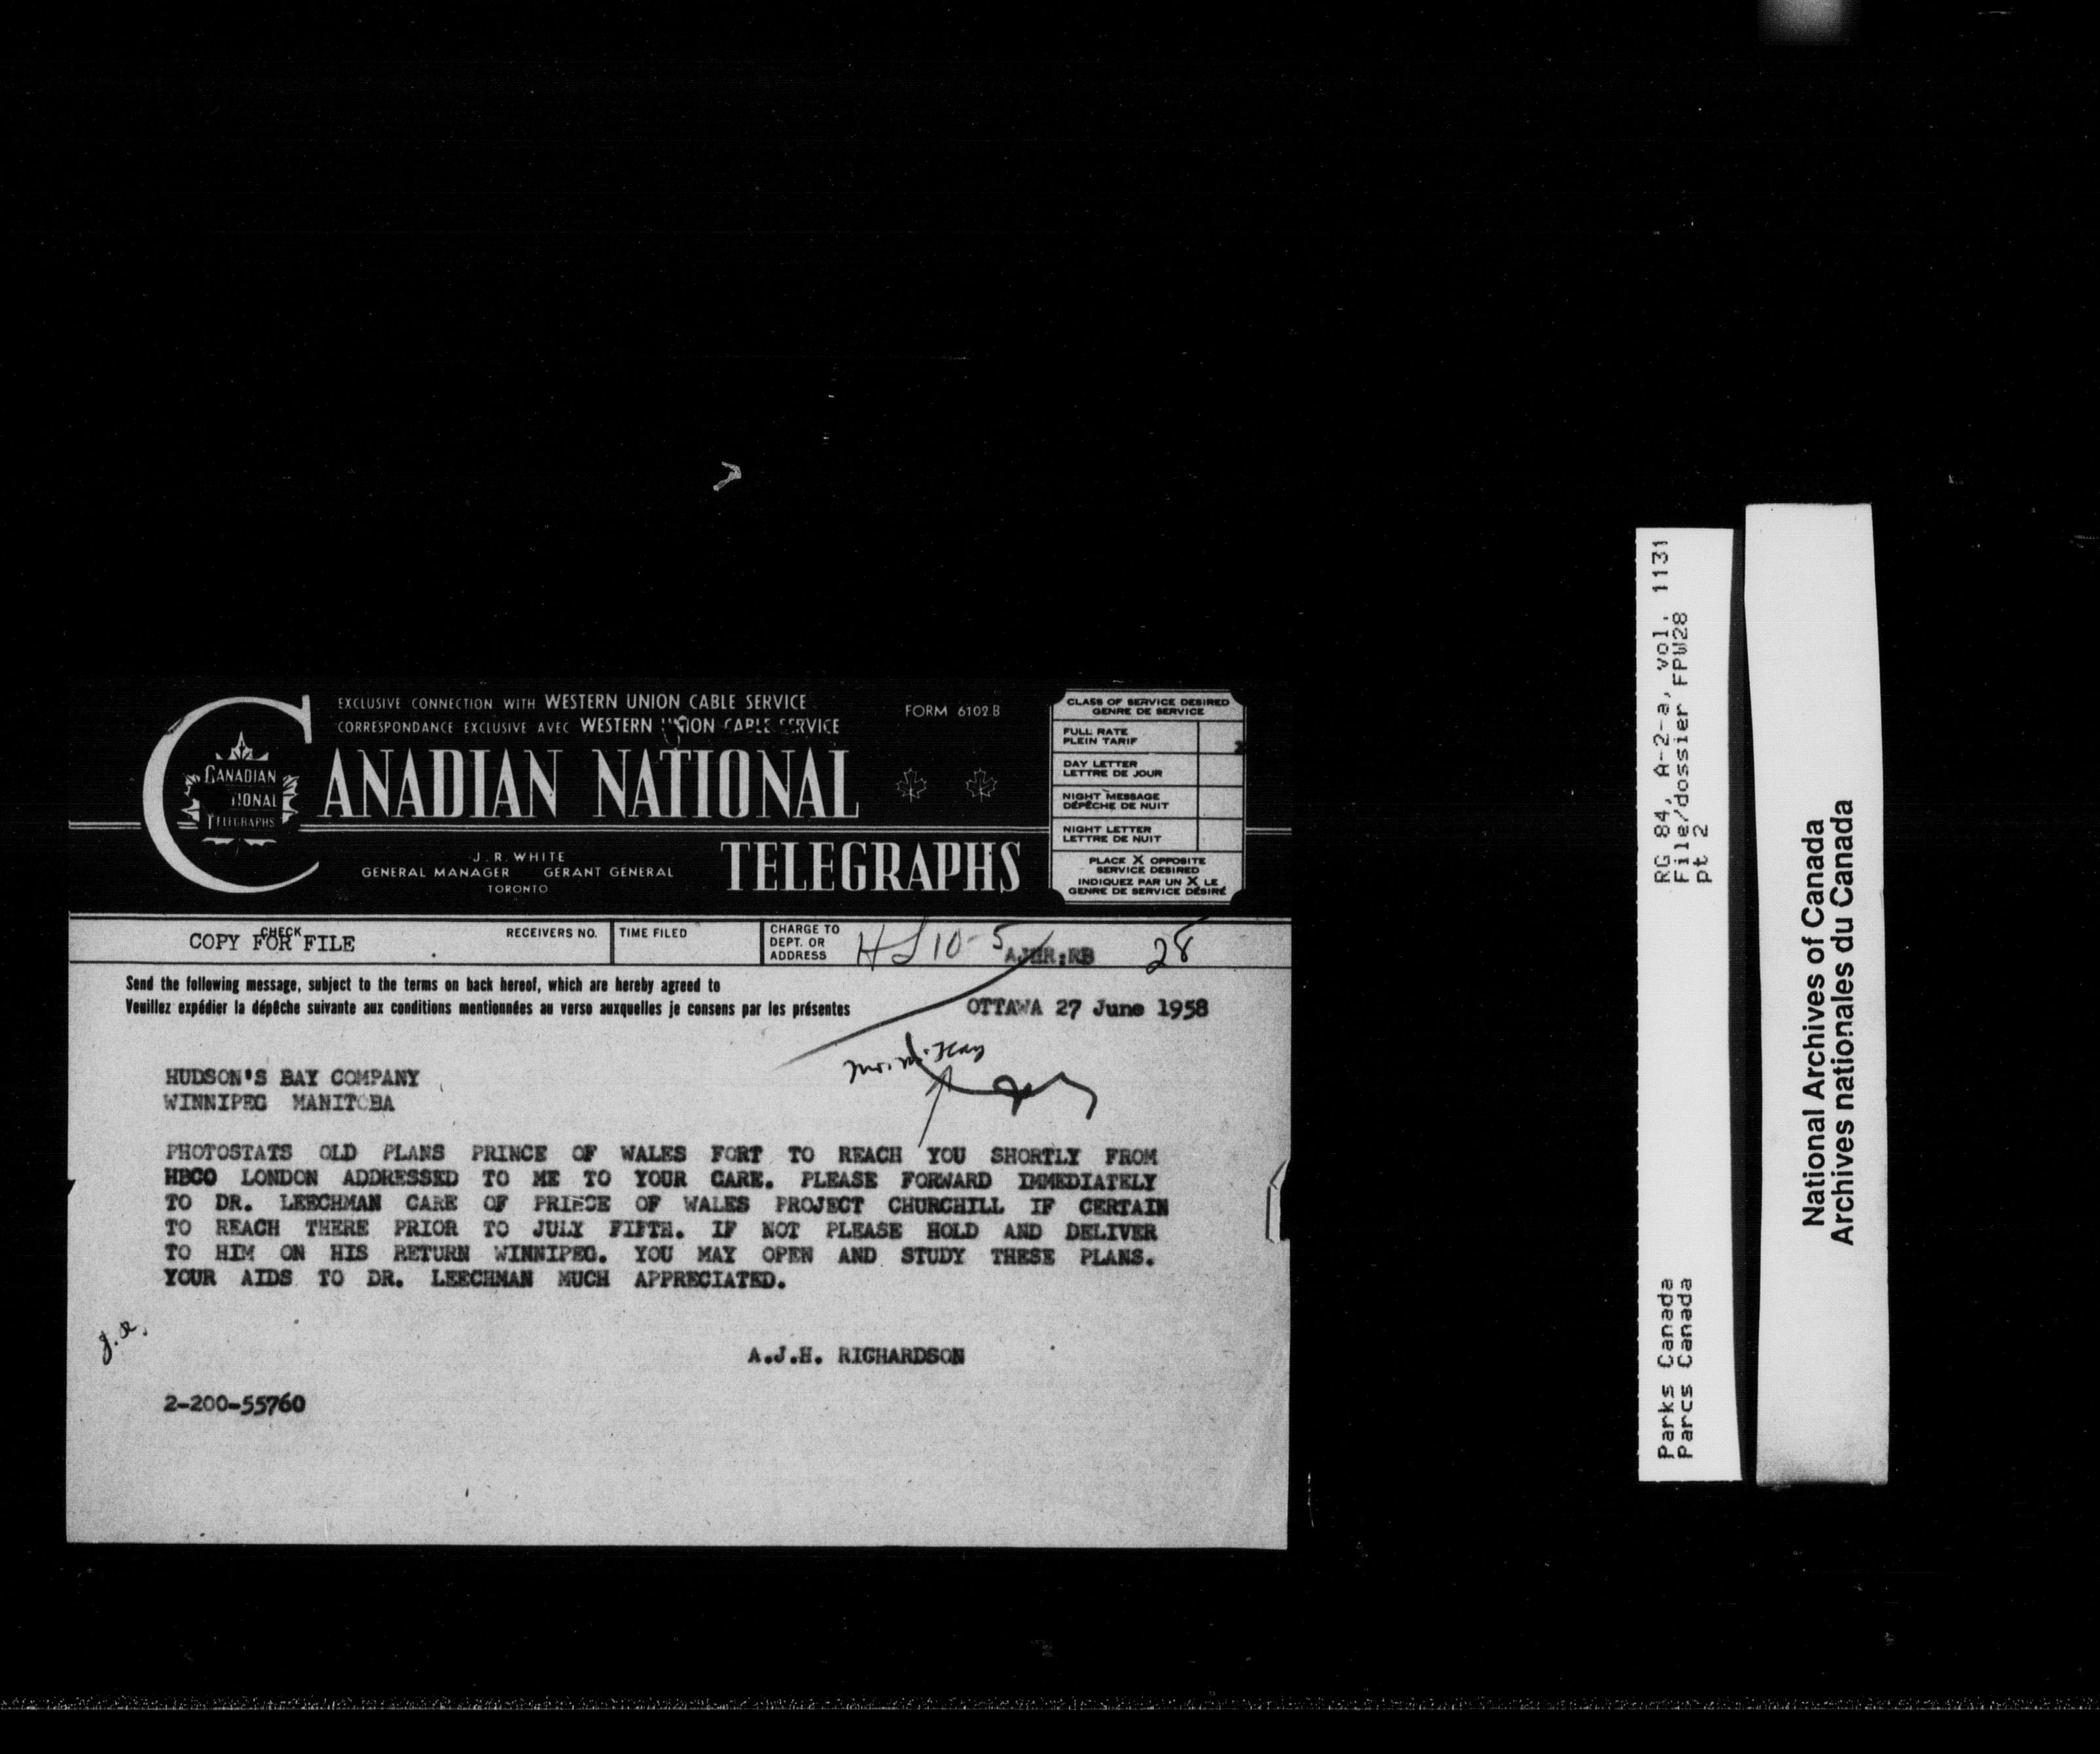 EXCLUSIVE CONNECTION WITH WESTERN UNION CABLE SERVICE
CORRESPONDANCE EXCLUSIVE AVEC WESTERN UNION CABLE SERVICE
FORM 6102.B
CANADIAN NATIONAL
TELEGRAPHS
CANADIAN
NATIONAL
TELEGRAPHS
J. R. WHITE
GENERAL MANAGER GERANT GÉNÉRAL
TORONTO
CLASS OF SERVICE DESIRED
GENRE DE SERVICE
FULL RATE
PLEIN TARIF
X
DAY LETTER
LETTRE DE JOUR
NIGHT MESSAGE
DÉPÊCHE DE NUIT
NIGHT LETTER
LETTRE DE NUIT
PLACE X OPPOSITE
SERVICE DESIRED
INDIQUEZ PAR UN X LE
GENRE DE SERVICE DÉSIRÉ
CHECK
COPY FOR FILE
RECEIVERS NO.
TIME FILED
CHARGE TO
DEPT. OR
ADDRESS
HS 10-5
AJHR:RB
28
Send the following message, subject to the terms on back hereof, which are hereby agreed to
Veuillez expédier la dépêche suivante aux conditions mentionnées au verso auxquelles je consens par les présentes
OTTAWA 27 June 1958
HUDSON'S BAY COMPANY
WINNIPEG MANITOBA
PHOTOSTATS OLD PLANS PRINCE OF WALES FORT TO REACH YOU SHORTLY FROM
HBCO LONDON ADDRESSED TO ME TO YOUR CARE. PLEASE FORWARD IMMEDIATELY
TO DR. LEECHMAN CARE OF PRINCE OF WALES PROJECT CHURCHILL IF CERTAIN
TO REACH THERE PRIOR TO JULY FIFTH. IF NOT PLEASE HOLD AND DELIVER
TO HIM ON HIS RETURN WINNIPEG. YOU MAY OPEN AND STUDY THESE PLANS.
YOUR AIDS TO DR. LEECHMAN MUCH APPRECIATED.
A.J.H. RICHARDSON
2-200-55760
RG 84, A-2-a, vol. 1131
File/dossier FPW28
pt 2
Parks Canada
Parcs Canada
National Archives of Canada
Archives nationales du Canada